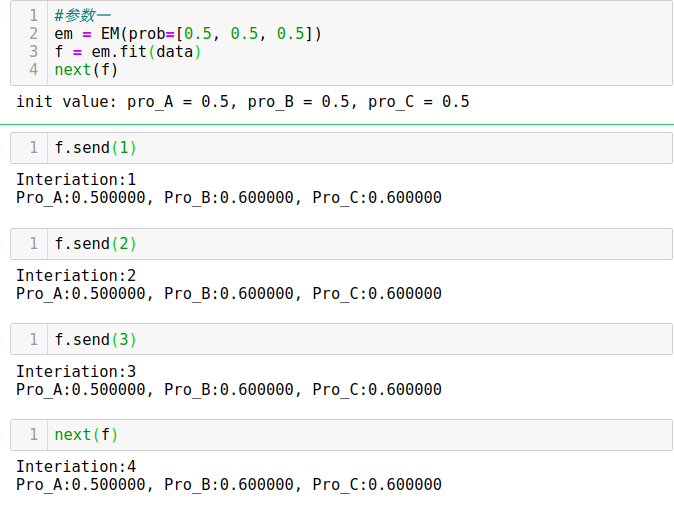 1 #参数一
2 em = EM(prob=[0.5, 0.5, 0.5])
3 f = em.fit(data)
4 next(f)
init value: pro_A = 0.5, pro_B = 0.5, pro_C = 0.5
1 f.send(1)
Interiation:1
Pro_A:0.500000, Pro_B:0.600000, Pro_C:0.600000
1 f.send(2)
Interiation:2
Pro_A:0.500000, Pro_B:0.600000, Pro_C:0.600000
1 f.send(3)
Interiation:3
Pro_A:0.500000, Pro_B:0.600000, Pro_C:0.600000
1 next(f)
Interiation:4
Pro_A:0.500000, Pro_B:0.600000, Pro_C:0.600000